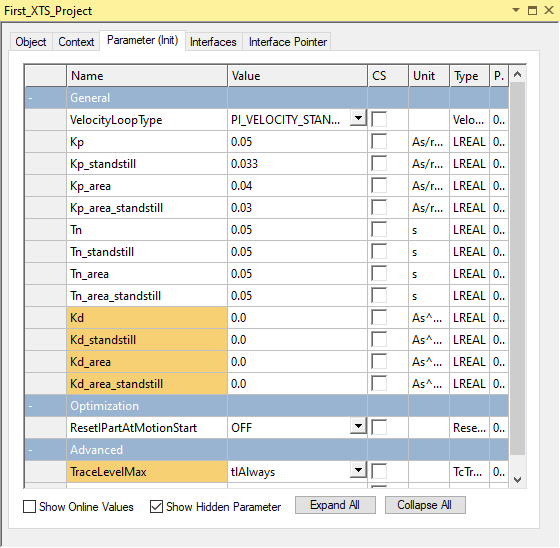 First_XTS_Project
Object Context Parameter (Init) Interfaces Interface Pointer
Name Value CS Unit Type P.
- General
VelocityLoopType PI_VELOCITY_STAN... Velo... 0..
Kp 0.05 As/r... LREAL 0..
Kp_standstill 0.033 As/r... LREAL 0..
Kp_area 0.04 As/r... LREAL 0..
Kp_area_standstill 0.03 As/r... LREAL 0..
Tn 0.05 s LREAL 0..
Tn_standstill 0.05 s LREAL 0..
Tn_area 0.05 s LREAL 0..
Tn_area_standstill 0.05 s LREAL 0..
Kd 0.0 As^... LREAL 0..
Kd_standstill 0.0 As^... LREAL 0..
Kd_area 0.0 As^... LREAL 0..
Kd_area_standstill 0.0 As^... LREAL 0..
- Optimization
ResetIPartAtMotionStart OFF Rese... 0..
- Advanced
TraceLevelMax tlAlways TcTr... 0..
Show Online Values Show Hidden Parameter Expand All Collapse All